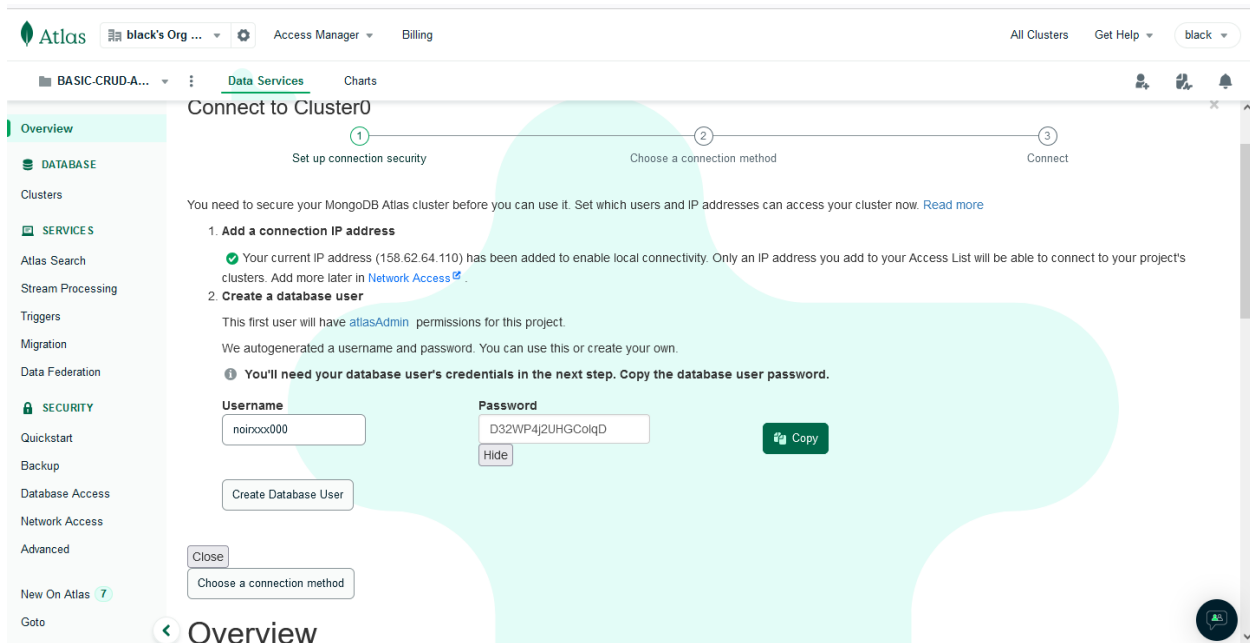 Atlas
black's Org ...
Access Manager
Billing
All Clusters
Get Help
black
BASIC-CRUD-A...
Data Services
Charts
Overview
DATABASE
Clusters
SERVICES
Atlas Search
Stream Processing
Triggers
Migration
Data Federation
SECURITY
Quickstart
Backup
Database Access
Network Access
Advanced
New On Atlas 7
Goto
Connect to Cluster0
1
Set up connection security
2
Choose a connection method
3
Connect
You need to secure your MongoDB Atlas cluster before you can use it. Set which users and IP addresses can access your cluster now. Read more
1. Add a connection IP address
Your current IP address (158.62.64.110) has been added to enable local connectivity. Only an IP address you add to your Access List will be able to connect to your project's
clusters. Add more later in Network Access .
2. Create a database user
This first user will have atlasAdmin permissions for this project.
We autogenerated a username and password. You can use this or create your own.
You'll need your database user's credentials in the next step. Copy the database user password.
Username
noirxxx000
Password
D32WP4j2UHGColqD
Hide
Copy
Create Database User
Close
Choose a connection method
Overview